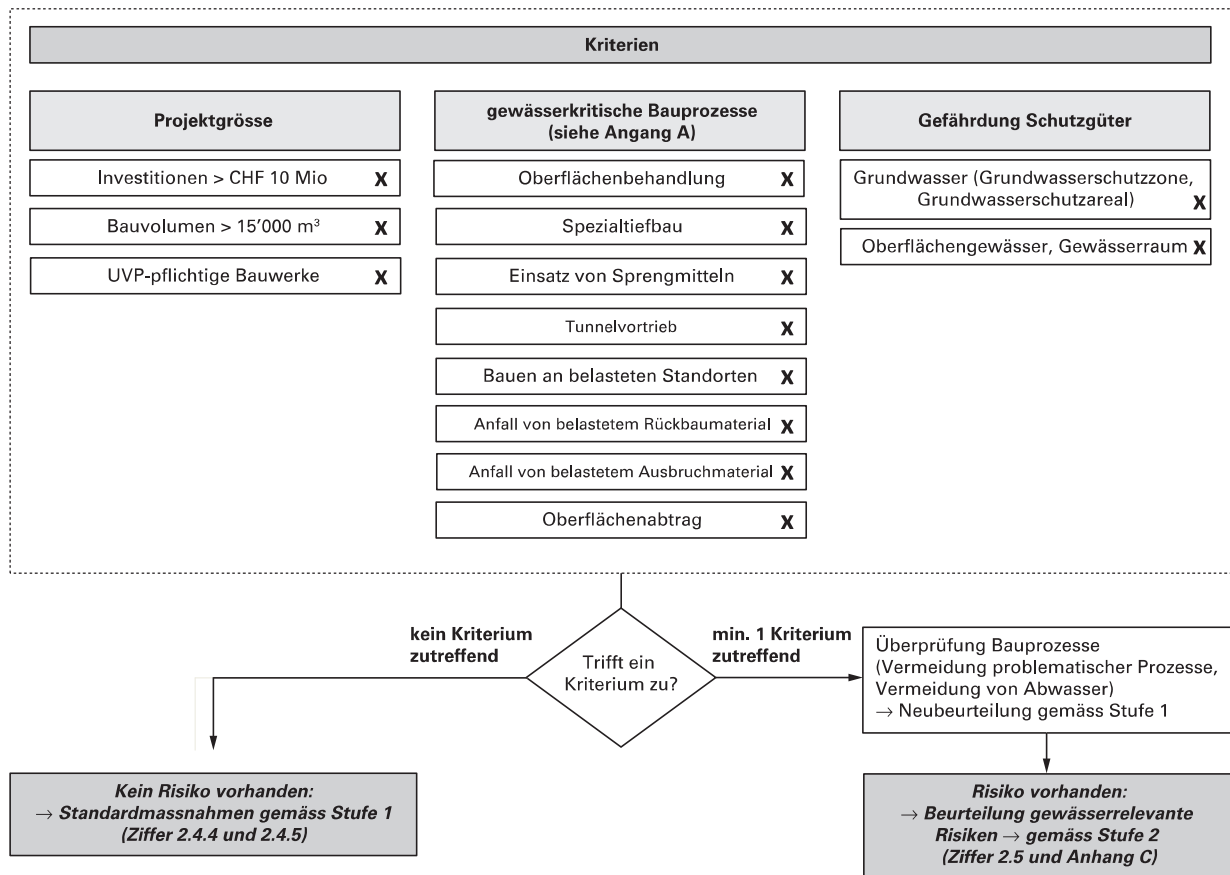 Kriterien
Projektgrösse
Investitionen > CHF 10 Mio X
Bauvolumen > 15’000 m³ X
UVP-pflichtige Bauwerke X
gewässerkritische Bauprozesse
(siehe Angang A)
Oberflächenbehandlung X
Spezialtiefbau X
Einsatz von Sprengmitteln X
Tunnelvortrieb X
Bauen an belasteten Standorten X
Anfall von belastetem Rückbaumaterial X
Anfall von belastetem Ausbruchmaterial X
Oberflächenabtrag X
Gefährdung Schutzgüter
Grundwasser (Grundwasserschutzzone,
Grundwasserschutzareal) X
Oberflächengewässer, Gewässerraum X
Trifft ein
Kriterium zu?
kein Kriterium
zutreffend
min. 1 Kriterium
zutreffend
Überprüfung Bauprozesse
(Vermeidung problematischer Prozesse,
Vermeidung von Abwasser)
→ Neubeurteilung gemäss Stufe 1
Kein Risiko vorhanden:
→ Standardmassnahmen gemäss Stufe 1
(Ziffer 2.4.4 und 2.4.5)
Risiko vorhanden:
→ Beurteilung gewässerrelevante
Risiken → gemäss Stufe 2
(Ziffer 2.5 und Anhang C)